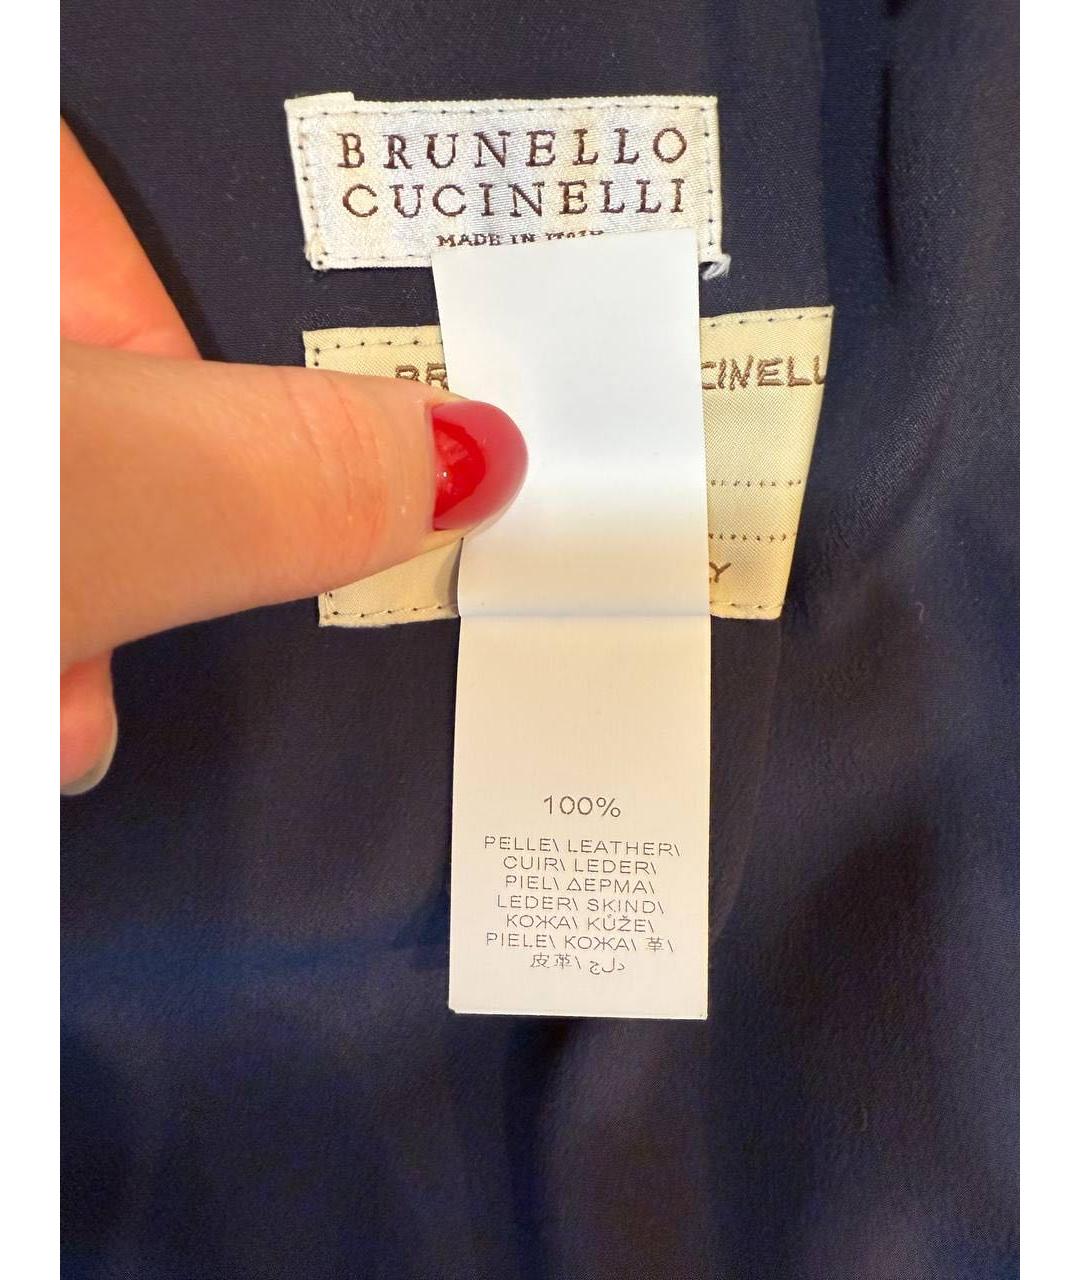 BRUNELLO
CUCINELLI
MADE IN ITALY
100%
PELLE\ LEATHER\
CUIR\ LEDER\
PIEL\ ΔΕΡΜΑ\
LEDER\ SKIND\
КОЖА\ KŮŽE\
PIELE\ КОЖА\ 革\
皮革\ جلد